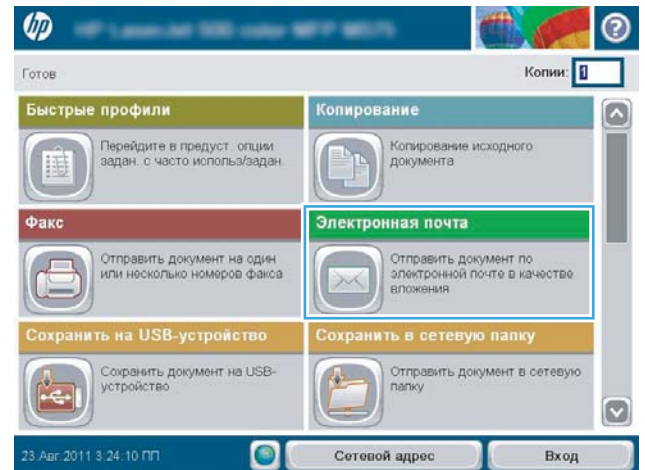 hp
Готов
Копии: 1
Быстрые профили
Перейдите в предуст. опции
задан. с часто использ/задан.
Копирование
Копирование исходного
документа
Факс
Отправить документ на один
или несколько номеров факса
Электронная почта
Отправить документ по
электронной почте в качестве
вложения
Сохранить на USB-устройство
Сохранить документ на USB-
устройство
Сохранить в сетевую папку
Отправить документ в сетевую
папку
23.Авг.2011 3:24:10 ПП
Сетевой адрес
Вход